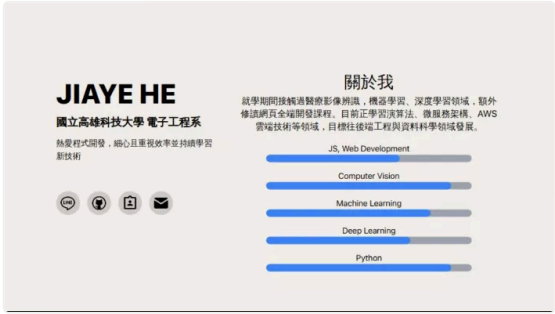 JIAYE HE
國立高雄科技大學 電子工程系
熱愛程式開發，細心且重視效率並持續學習
新技術
LINE
關於我
就學期間接觸過醫療影像辨識，機器學習、深度學習領域，額外
修讀網頁全端開發課程。目前正學習演算法、微服務架構、AWS
雲端技術等領域，目標往後端工程與資料科學領域發展。
JS, Web Development
Computer Vision
Machine Learning
Deep Learning
Python